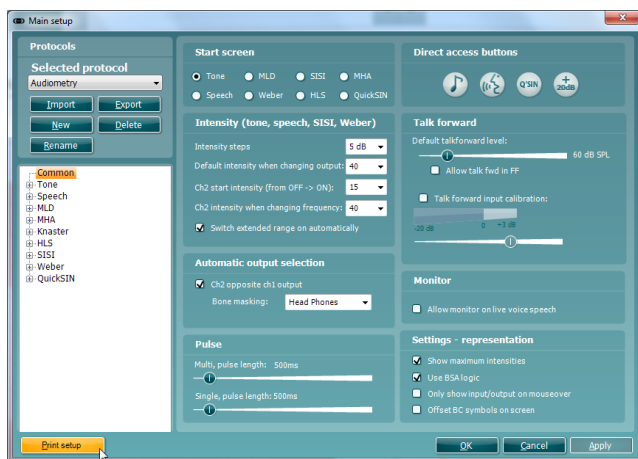 Main setup
Protocols
Selected protocol
Audiometry
Import Export
New Delete
Rename
Common
Tone
Speech
MLD
MHA
Knaster
HLS
SISI
Weber
QuickSIN
Print setup
Start screen
Tone MLD SISI MHA
Speech Weber HLS QuickSIN
Intensity (tone, speech, SISI, Weber)
Intensity steps 5 dB
Default intensity when changing output: 40
Ch2 start intensity (from OFF -> ON): 15
Ch2 intensity when changing frequency: 40
Switch extended range on automatically
Automatic output selection
Ch2 opposite ch1 output
Bone masking: Head Phones
Pulse
Multi, pulse length: 500ms
Single, pulse length: 500ms
Direct access buttons
Q'SIN + 20dB
Talk forward
Default talkforward level:
60 dB SPL
Allow talk fwd in FF
Talk forward input calibration:
-20 dB 0 +3 dB
Monitor
Allow monitor on live voice speech
Settings - representation
Show maximum intensities
Use BSA logic
Only show input/output on mouseover
Offset BC symbols on screen
OK Cancel Apply